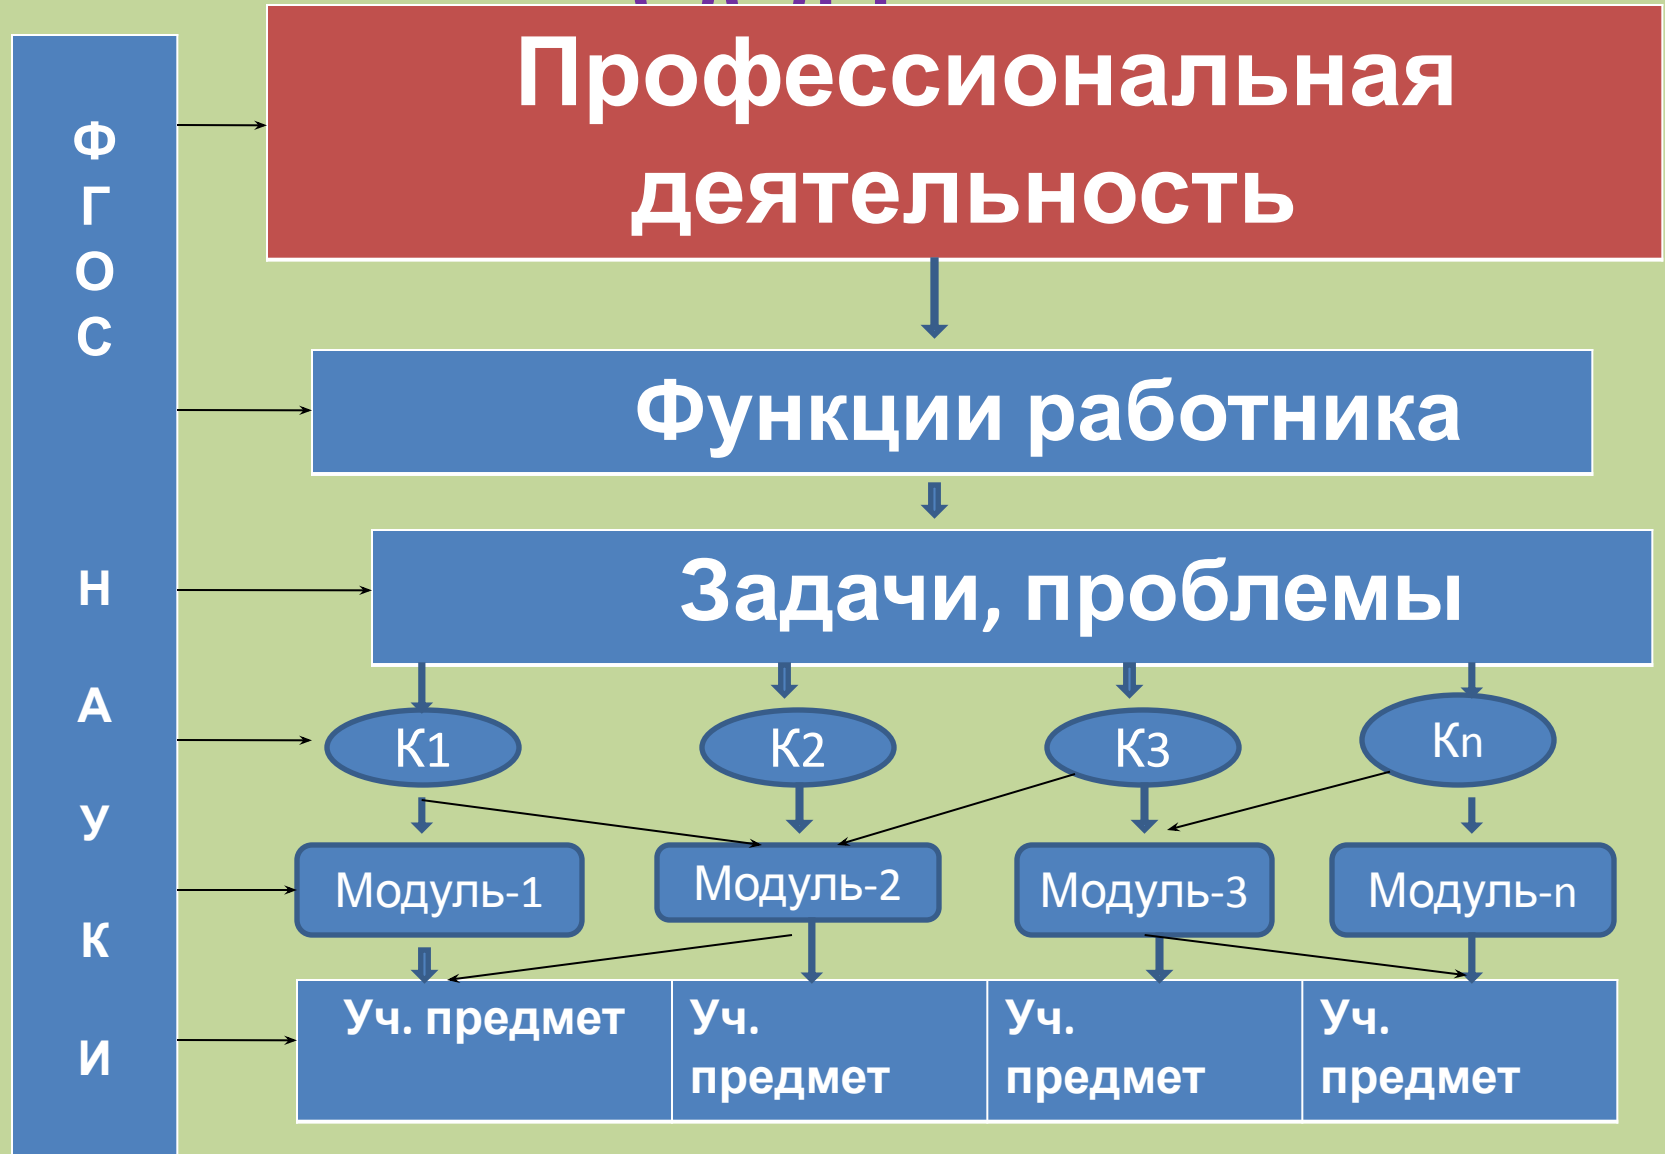 Ф
Г
О
С
Н
А
У
К
И
Профессиональная
деятельность
Функции работника
Задачи, проблемы
К1
К2
К3
Кn
Модуль-1
Модуль-2
Модуль-3
Модуль-n
Уч. предмет
Уч.
предмет
Уч.
предмет
Уч.
предмет